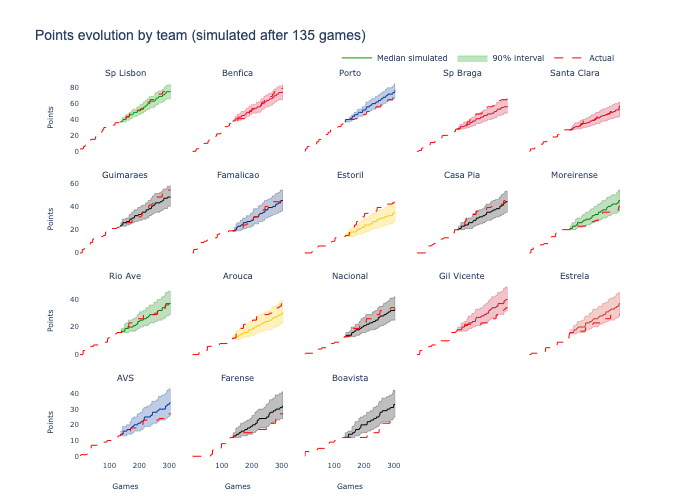 Points evolution by team (simulated after 135 games)
Median simulated 90% interval Actual
Sp Lisbon Benfica Porto Sp Braga Santa Clara
80
60
40
20
0
Points
Guimaraes Famalicao Estoril Casa Pia Moreirense
60
40
20
0
Points
Rio Ave Arouca Nacional Gil Vicente Estrela
40
20
0
Points
AVS Farense Boavista
40
30
20
10
0
Points
100 200 300 100 200 300 100 200 300
Games Games Games